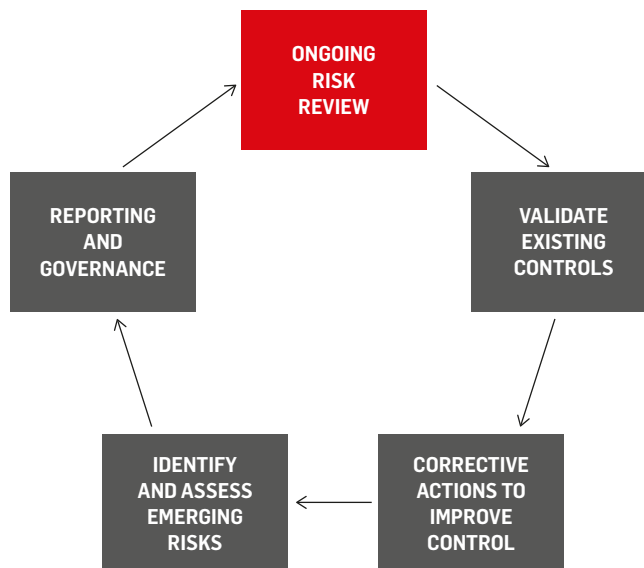 ONGOING
RISK
REVIEW
VALIDATE
EXISTING
CONTROLS
CORRECTIVE
ACTIONS TO
IMPROVE
CONTROL
IDENTIFY
AND ASSESS
EMERGING
RISKS
REPORTING
AND
GOVERNANCE